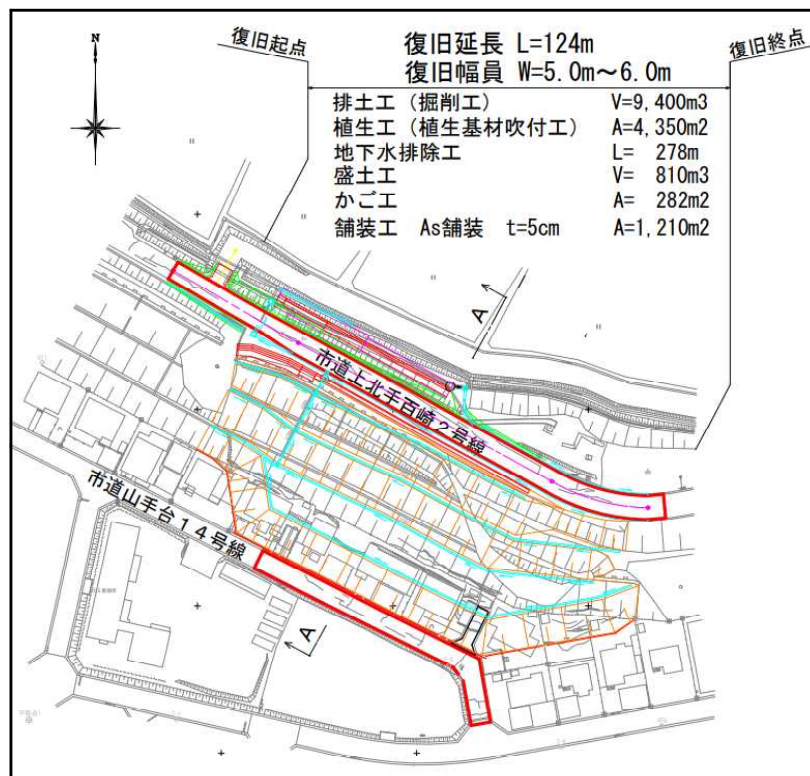 N
復旧起点
復旧延長 L=124m
復旧終点
復旧幅員 W=5.0m～6.0m
排土工（掘削工） V=9,400m3
植生工（植生基材吹付工） A=4,350m2
地下水排除工 L= 278m
盛土工 V= 810m3
かご工 A= 282m2
舗装工 As舗装 t=5cm A=1,210m2
A
市道上北手百崎２号線
市道山手台１４号線
A